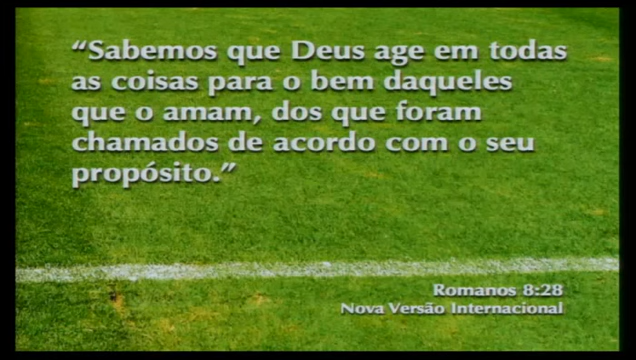 “Sabemos que Deus age em todas
as coisas para o bem daqueles
que o amam, dos que foram
chamados de acordo com o seu
propósito.”
Romanos 8:28
Nova Versão Internacional